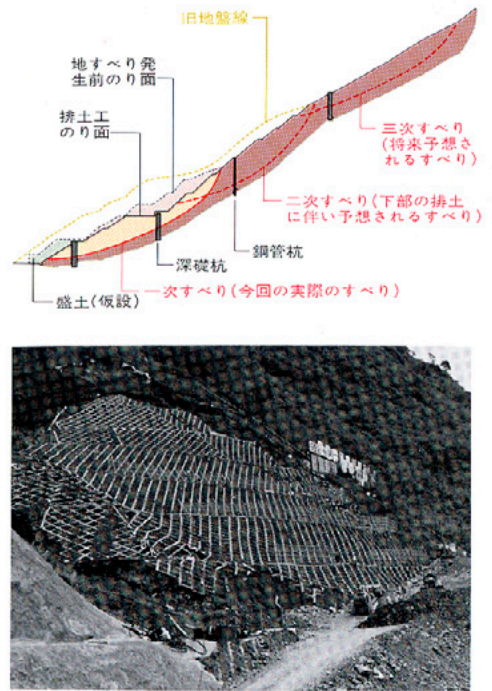 旧地盤線
地すべり発
生前のり面
排土工
のり面
三次すべり
(将来予想さ
れるすべり)
二次すべり(下部の排土
に伴い予想されるすべり)
鋼管杭
深礎杭
一次すべり(今回の実際のすべり)
盛土(仮設)